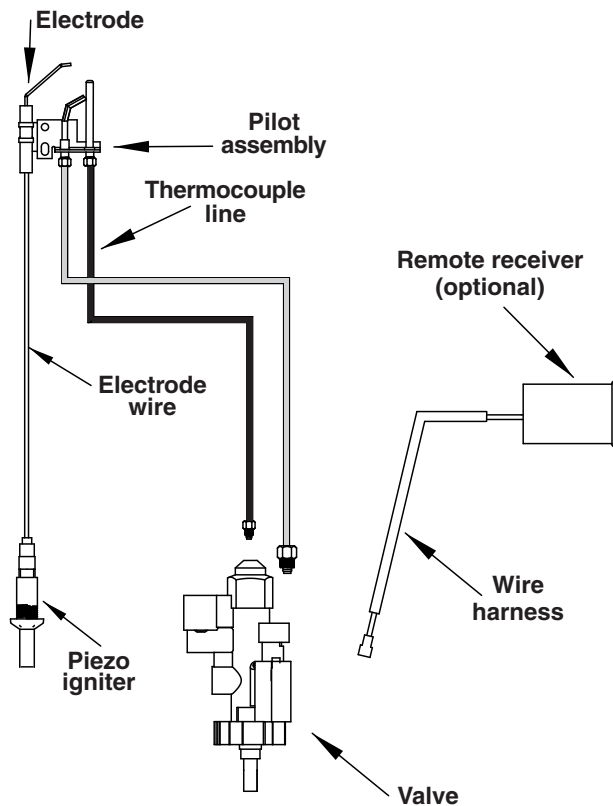 Electrode
Pilot
assembly
Thermocouple
line
Remote receiver
(optional)
Electrode
wire
Wire
harness
Piezo
igniter
Valve